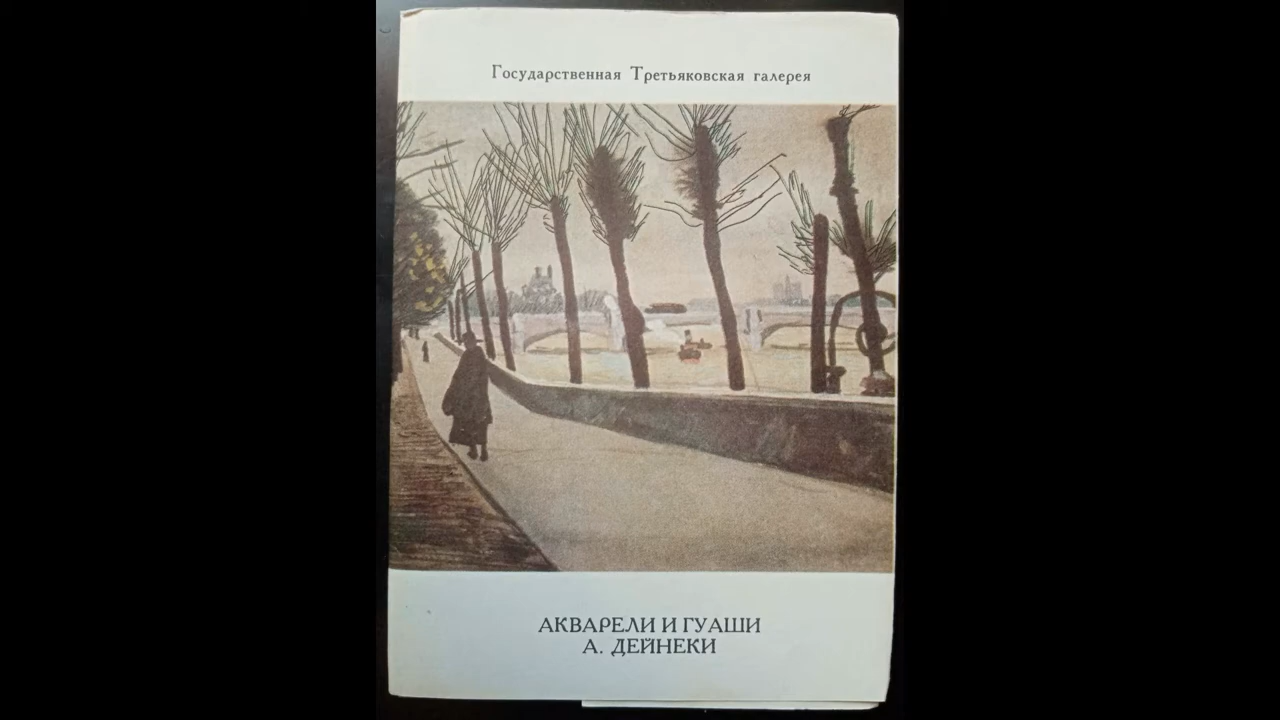 Государственная Третьяковская галерея
АКВАРЕЛИ И ГУАШИ
А. ДЕЙНЕКИ